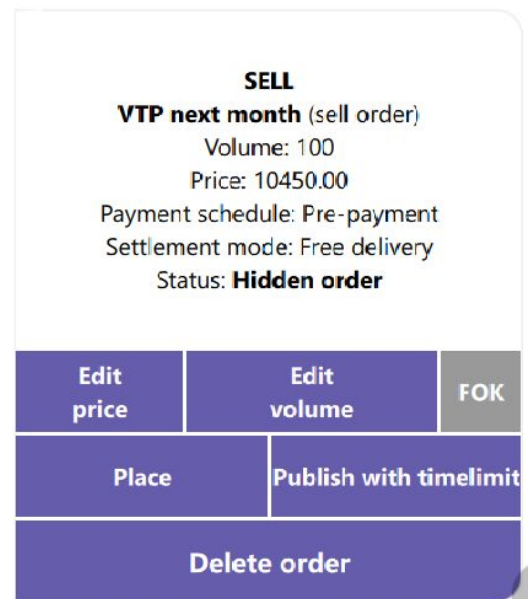 SELL
VTP next month (sell order)
Volume: 100
Price: 10450.00
Payment schedule: Pre-payment
Settlement mode: Free delivery
Status: Hidden order
Edit price
Edit volume
FOK
Place
Publish with timelimit
Delete order